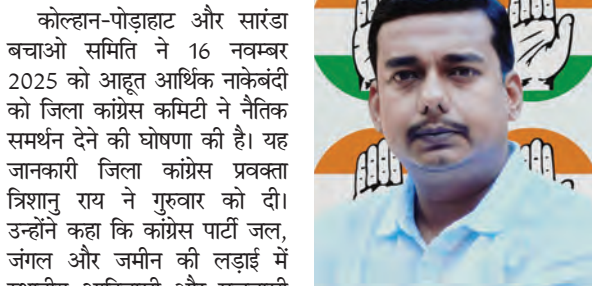 कोल्हान-पोड़ाहाट और सारंडा
बचाओ समिति ने 16 नवम्बर
2025 को आहूत आर्थिक नाकेबंदी
को जिला कांग्रेस कमिटी ने नैतिक
समर्थन देने की घोषणा की है। यह
जानकारी जिला कांग्रेस प्रवक्ता
त्रिशानु राय ने गुरुवार को दी।
उन्होंने कहा कि कांग्रेस पार्टी जल,
जंगल और जमीन की लड़ाई में